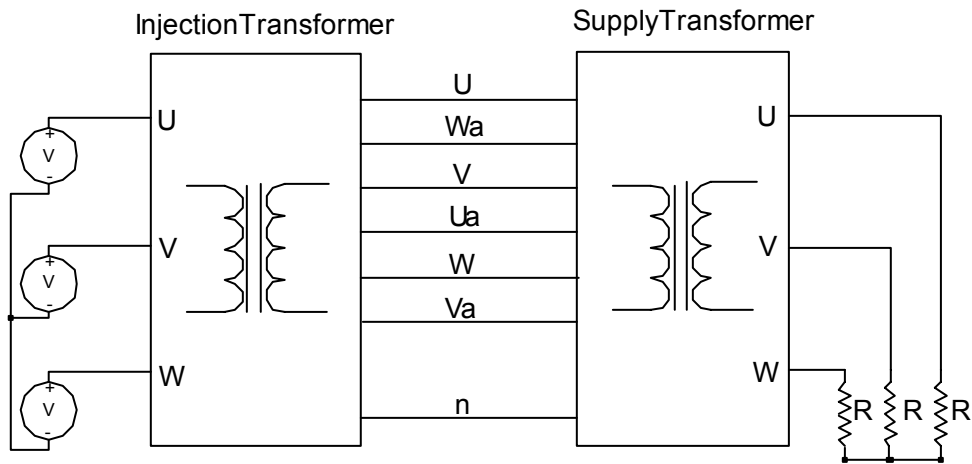 InjectionTransformer
SupplyTransformer
U
U
Wa
U
+
V
-
V
Ua
V
V
+
V
-
W
Va
W
W
+
V
-
n
R
R
R